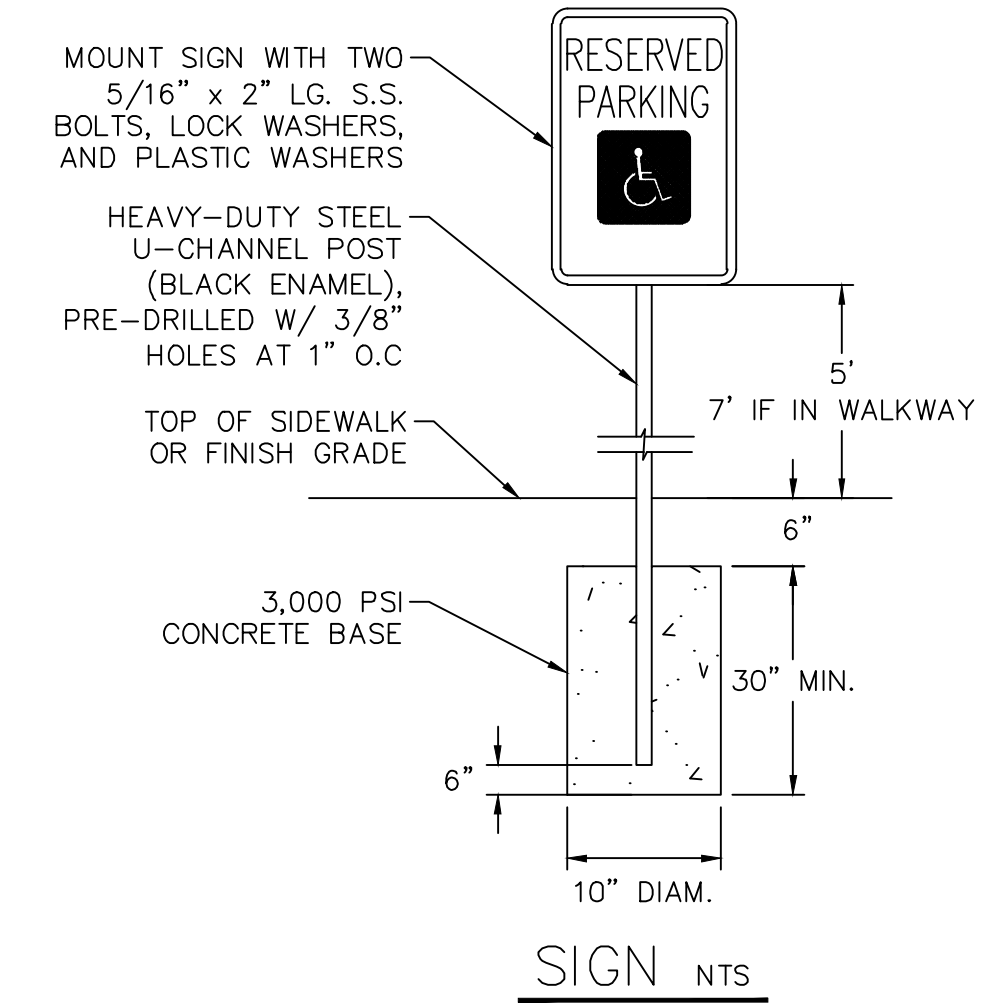 RESERVED
PARKING
MOUNT SIGN WITH TWO
5/16” x 2” LG. S.S.
BOLTS, LOCK WASHERS,
AND PLASTIC WASHERS
HEAVY-DUTY STEEL
U-CHANNEL POST
(BLACK ENAMEL),
PRE-DRILLED W/ 3/8”
HOLES AT 1” O.C
5’
7’ IF IN WALKWAY
TOP OF SIDEWALK
OR FINISH GRADE
6”
3,000 PSI
CONCRETE BASE
30” MIN.
6”
10” DIAM.
SIGN NTS